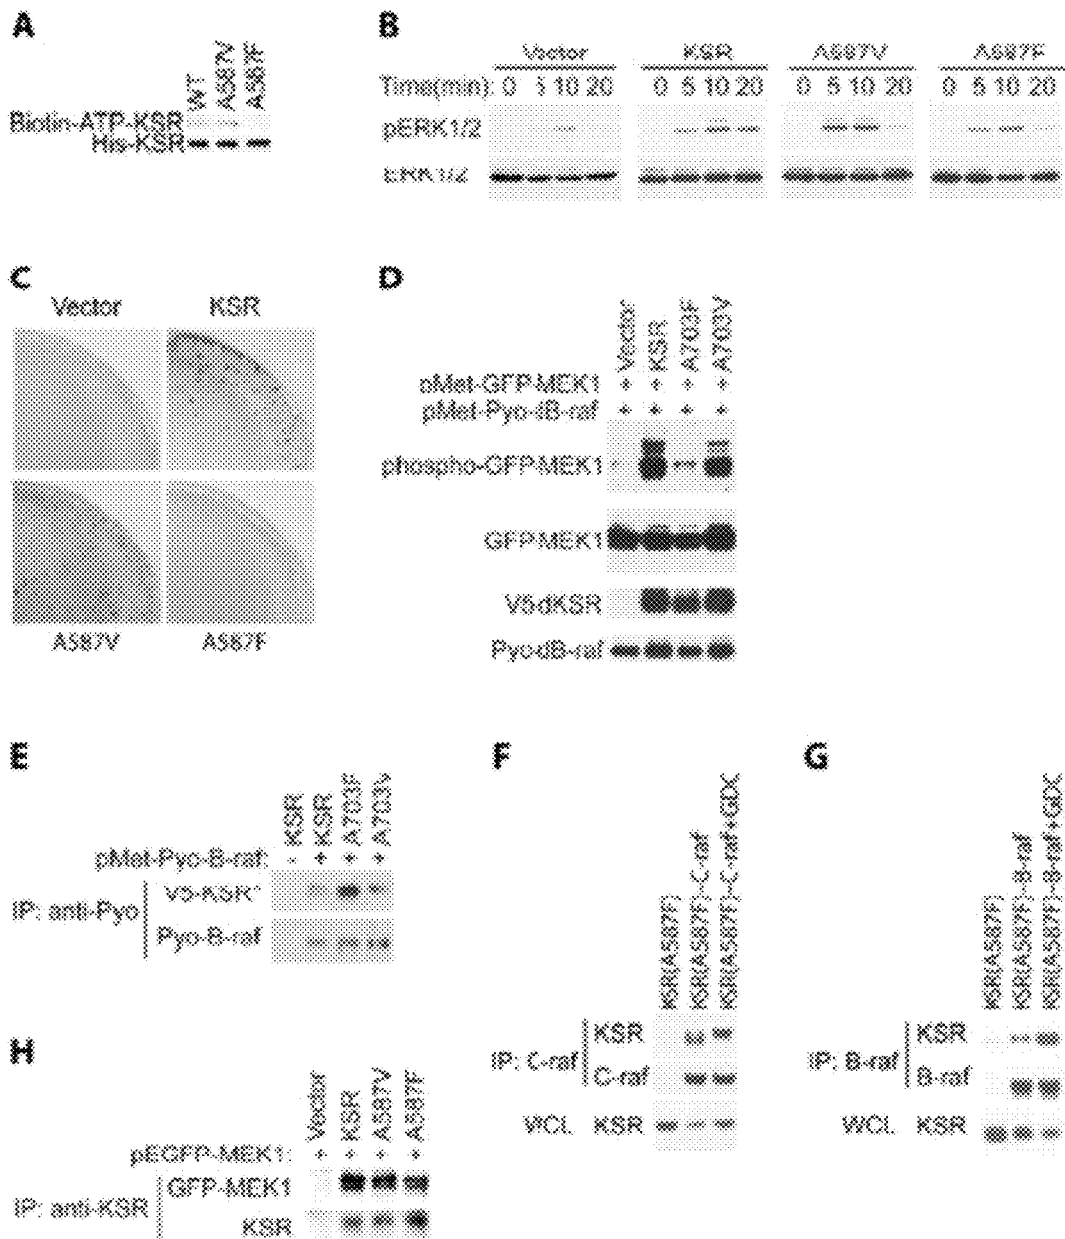 A
WT
A587V
A587F
Biotin-ATP-KSR
His-KSR
B
Vector KSR A587V A587F
Time(min): 0 5 10 20 0 5 10 20 0 5 10 20 0 5 10 20
pERK1/2
ERK1/2
C
Vector KSR
A587V A587F
D
Vector
KSR
A703F
A703V
pMet-GFP-MEK1 + + + +
pMet-Pyo-dB-raf + + + +
phospho-GFP-MEK1
GFP-MEK1
V5-dKSR
Pyo-dB-raf
E
KSR
KSR
A703F
A703V
pMet-Pyo-B-raf: - + + +
IP: anti-Pyo
V5-KSR
Pyo-B-raf
F
KSR(A587F)
KSR(A587F)-C-raf
KSR(A587F)-C-raf+GDC
IP: C-raf
KSR
C-raf
WCL KSR
G
KSR(A587F)
KSR(A587F)-B-raf
KSR(A587F)-B-raf+GDC
IP: B-raf
KSR
B-raf
WCL KSR
H
Vector
KSR
A587V
A587F
pEGFP-MEK1: + + + +
IP: anti-KSR
GFP-MEK1
KSR